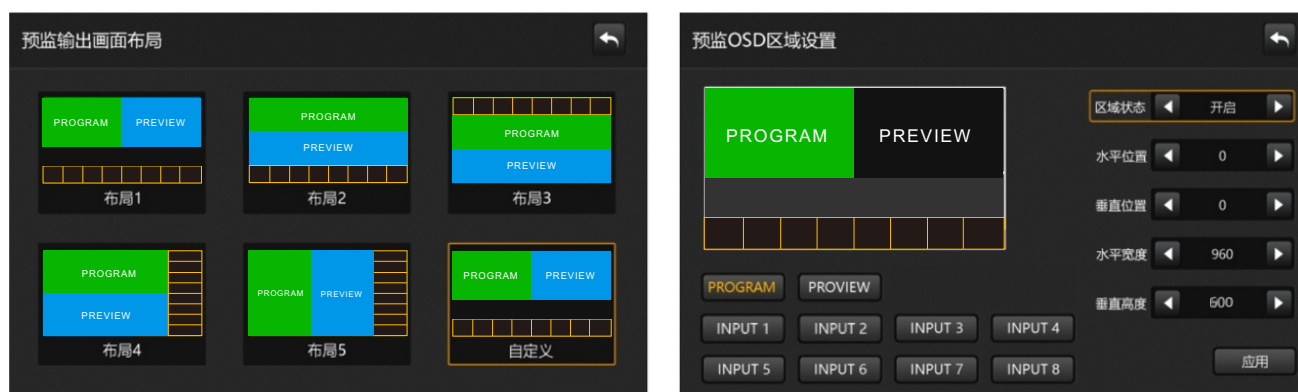 预监输出画面布局
PROGRAM PREVIEW
布局1
PROGRAM
PREVIEW
布局2
PROGRAM
PREVIEW
布局3
PROGRAM
PREVIEW
布局4
PROGRAM PREVIEW
布局5
PROGRAM PREVIEW
自定义
预监OSD区域设置
PROGRAM PREVIEW
PROGRAM PROVIEW
INPUT 1 INPUT 2 INPUT 3 INPUT 4
INPUT 5 INPUT 6 INPUT 7 INPUT 8
区域状态 开启
水平位置 0
垂直位置 0
水平宽度 960
垂直高度 600
应用